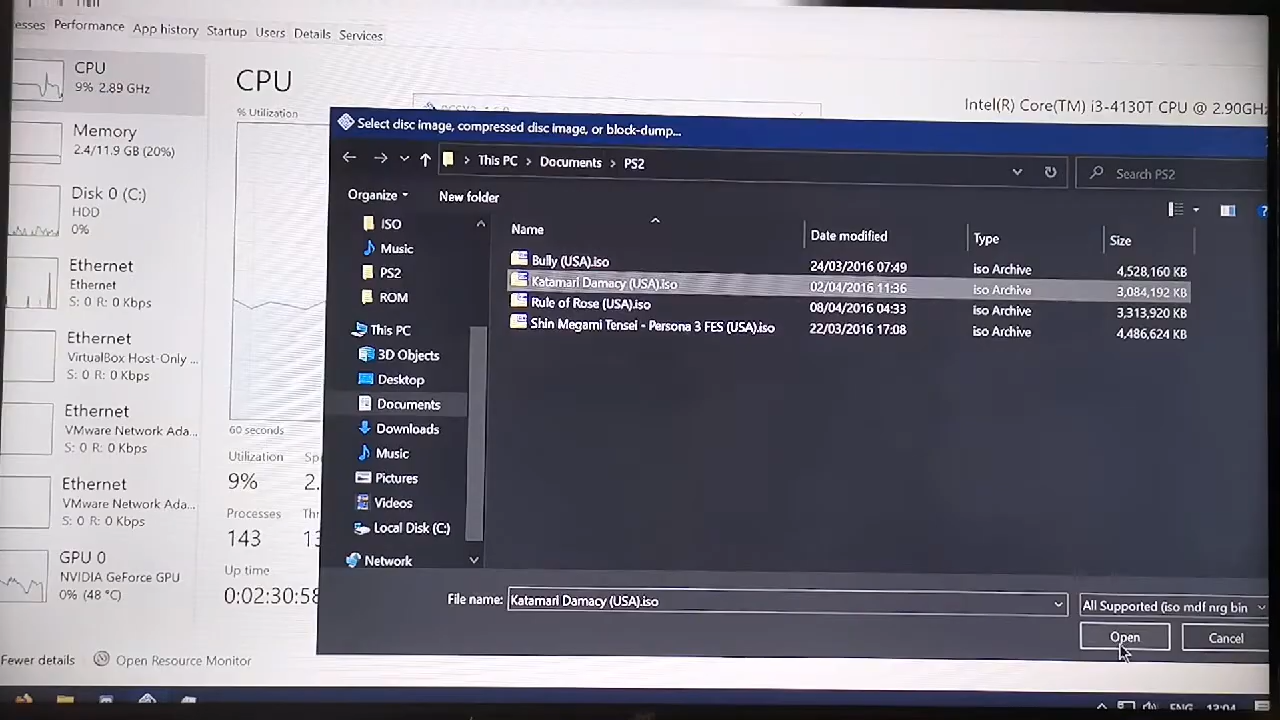 esses Performance App history Startup Users Details Services
CPU
9% 2.89 GHz
Memory
2.4/11.9 GB (20%)
Disk 0 (C:)
HDD
0%
Ethernet
Ethernet
S: 0 R: 0 Kbps
Ethernet
VirtualBox Host-Only ...
S: 0 R: 0 Kbps
Ethernet
VMware Network Ada...
S: 0 R: 0 Kbps
Ethernet
VMware Network Ada...
S: 0 R: 0 Kbps
GPU 0
NVIDIA GeForce GPU
0% (48 °C)
Fewer details
Open Resource Monitor
CPU
% Utilization
Intel(R) Core(TM) i3-4130T CPU @ 2.90GHz
60 seconds
Utilization Sp
9% 2.
Processes Thr
143 13
Up time
0:02:30:58
Select disc image, compressed disc image, or block-dump...
This PC > Documents > PS2
Search PS2
Organize
New folder
ISO
Music
PS2
ROM
This PC
3D Objects
Desktop
Documents
Downloads
Music
Pictures
Videos
Local Disk (C:)
Network
Name Date modified Type Size
Bully (USA).iso 24/03/2016 07:49 iso Archive 4,528,160 KB
Katamari Damacy (USA).iso 02/04/2016 11:36 iso Archive 3,084,192 KB
Rule of Rose (USA).iso 08/04/2016 04:33 iso Archive 3,313,920 KB
Shin Megami Tensei - Persona 3 FES (USA).iso 22/03/2016 17:08 iso Archive 4,486,624 KB
File name: Katamari Damacy (USA).iso
All Supported (iso mdf nrg bin
Open
Cancel
ENG 12:04